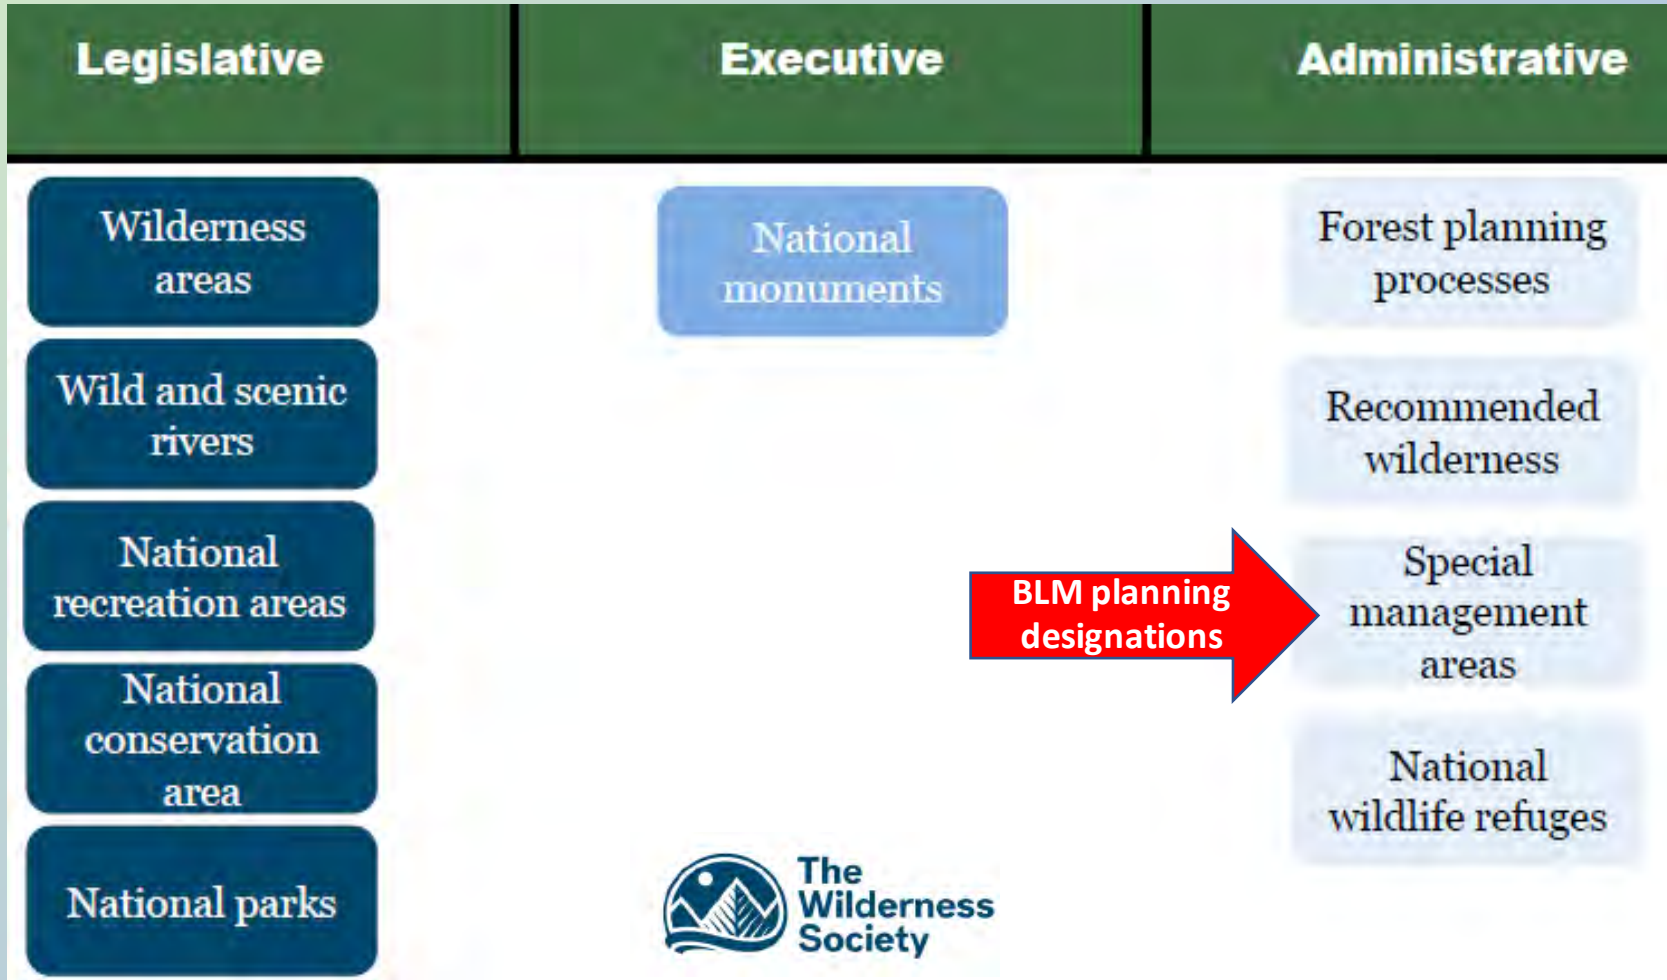 Legislative
Executive
Administrative
Wilderness
areas
Wild and scenic
rivers
National
recreation areas
National
conservation
area
National parks
National
monuments
The
Wilderness
Society
BLM planning
designations
Forest planning
processes
Recommended
wilderness
Special
management
areas
National
wildlife refuges